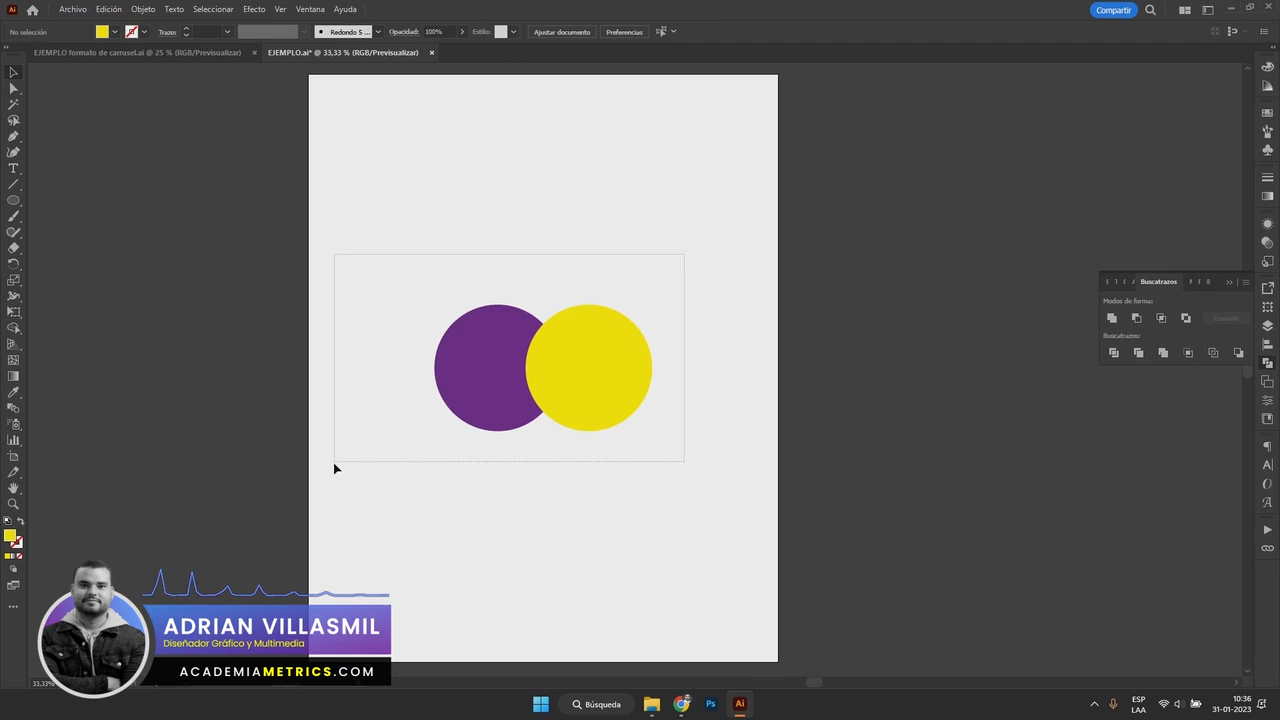 Ai
Archivo Edición Objeto Texto Seleccionar Efecto Ver Ventana Ayuda
Compartir
No selección
Trazo:
Redondo 5 ...
Opacidad: 100%
Estilo:
Ajustar documento
Preferencias
EJEMPLO formato de carrusel.ai @ 25 % (RGB/Previsualizar)
EJEMPLO.ai* @ 33,33 % (RGB/Previsualizar)
Buscatrazos
Modos de forma:
Expandir
Buscatrazos:
ADRIAN VILLASMIL
Diseñador Gráfico y Multimedia
ACADEMIAMETRICS.COM
33,33%
Búsqueda
Ps
Ai
ESP
LAA
10:36
31-01-2023